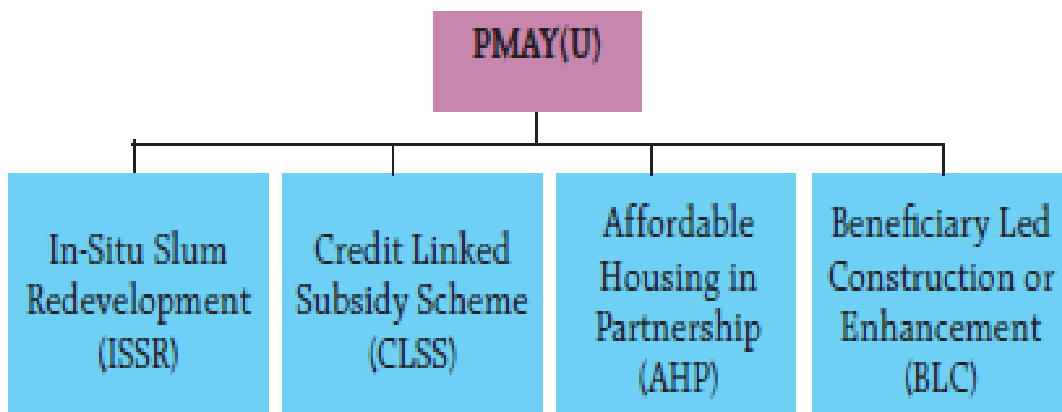 PMAY(U)
In-Situ Slum
Redevelopment
(ISSR)
Credit Linked
Subsidy Scheme
(CLSS)
Affordable
Housing in
Partnership
(AHP)
Beneficiary Led
Construction or
Enhancement
(BLC)